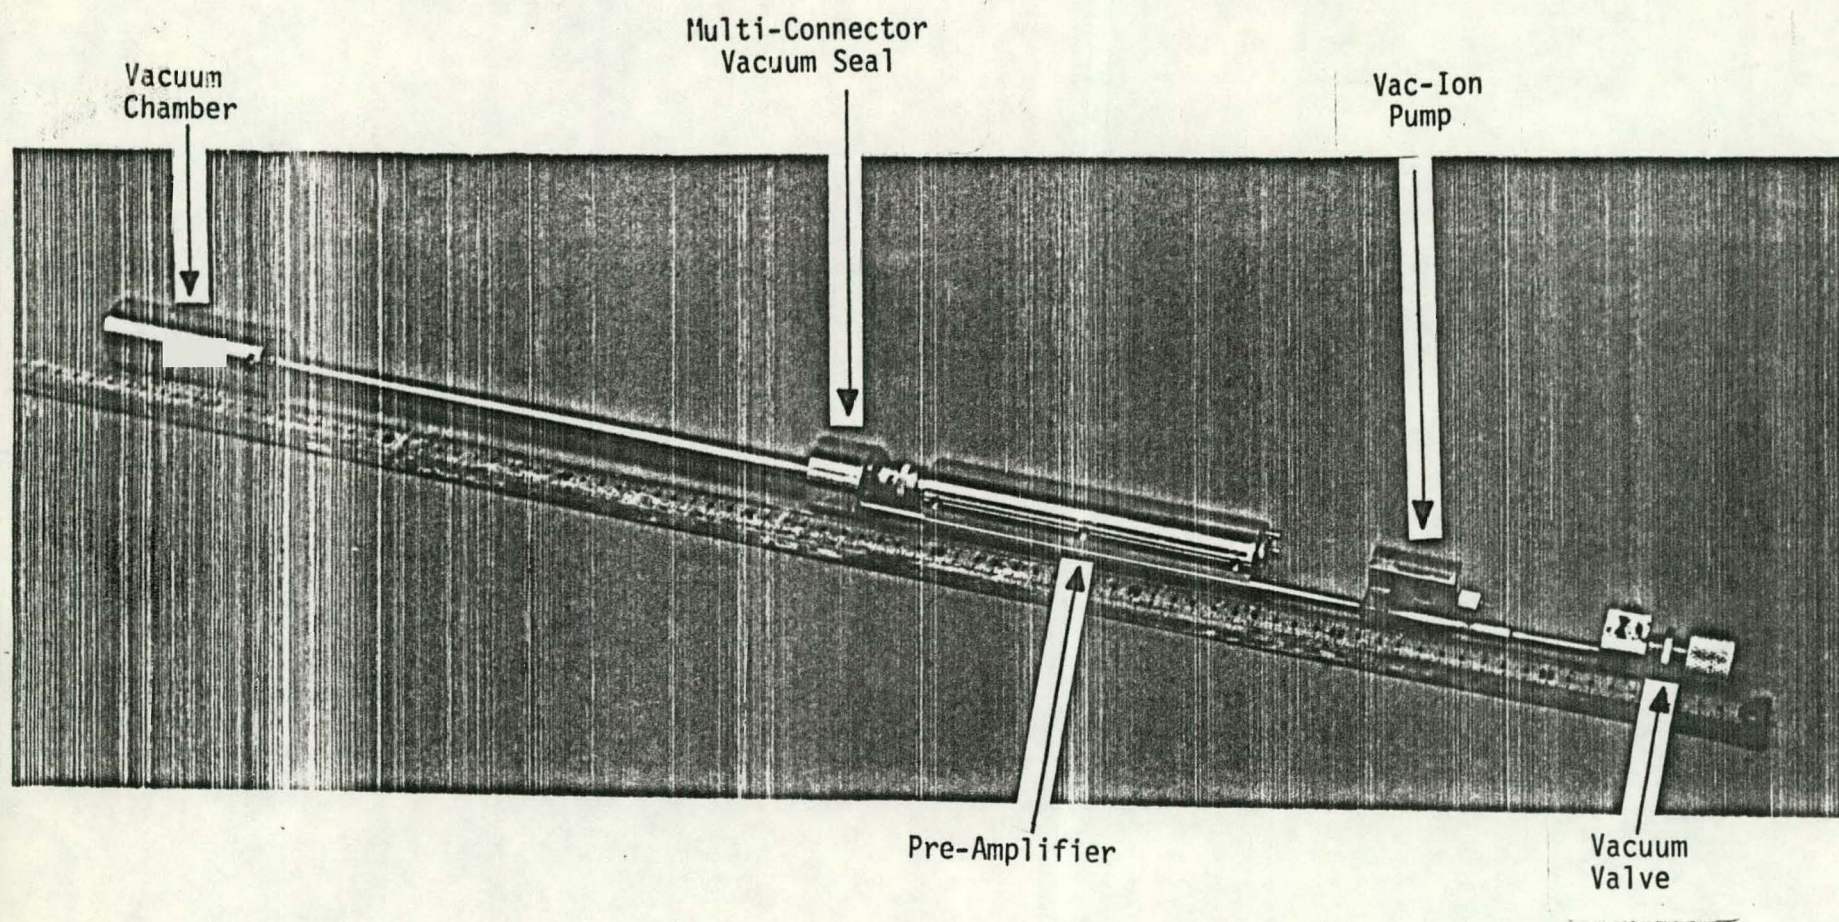 Multi-Connector
Vacuum Seal
Vacuum
Chamber
Vac-Ion
Pump
Pre-Amplifier
Vacuum
Valve